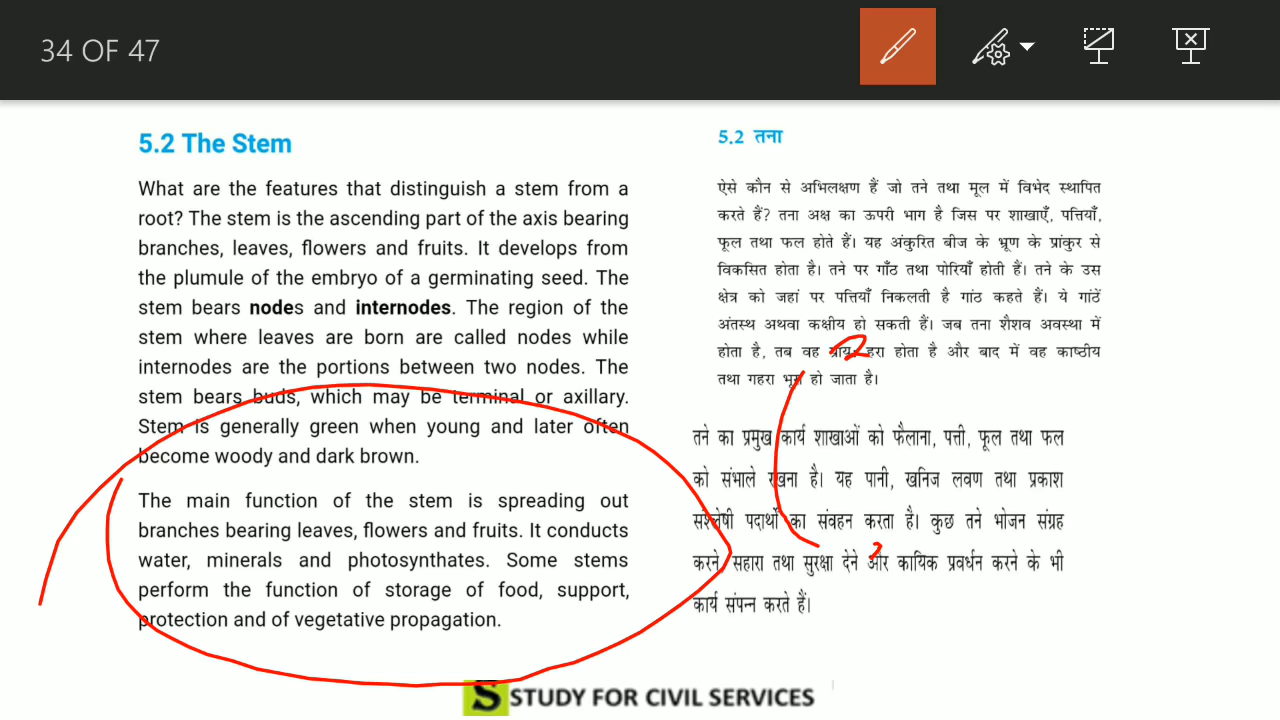 34 OF 47
5.2 The Stem
What are the features that distinguish a stem from a
root? The stem is the ascending part of the axis bearing
branches, leaves, flowers and fruits. It develops from
the plumule of the embryo of a germinating seed. The
stem bears nodes and internodes. The region of the
stem where leaves are born are called nodes while
internodes are the portions between two nodes. The
stem bears buds, which may be terminal or axillary.
Stem is generally green when young and later often
become woody and dark brown.
The main function of the stem is spreading out
branches bearing leaves, flowers and fruits. It conducts
water, minerals and photosynthates. Some stems
perform the function of storage of food, support,
protection and of vegetative propagation.
5.2 तना
ऐसे कौन से अभिलक्षण हैं जो तने तथा मूल में विभेद स्थापित
करते हैं? तना अक्ष का ऊपरी भाग है जिस पर शाखाएँ, पत्तियाँ,
फूल तथा फल होते हैं। यह अंकुरित बीज के भ्रूण के प्रांकुर से
विकसित होता है। तने पर गाँठ तथा पोरियाँ होती हैं। तने के उस
क्षेत्र को जहां पर पत्तियाँ निकलती है गांठ कहते हैं। ये गांठें
अंतस्थ अथवा कक्षीय हो सकती हैं। जब तना शैशव अवस्था में
होता है, तब वह हरा होता है और बाद में वह काष्ठीय
तथा गहरा भूरा हो जाता है।
तने का प्रमुख कार्य शाखाओं को फैलाना, पत्ती, फूल तथा फल
को संभाले रखना है। यह पानी, खनिज लवण तथा प्रकाश
संश्लेषी पदार्थों का संवहन करता है। कुछ तने भोजन संग्रह
करने, सहारा तथा सुरक्षा देने और कायिक प्रवर्धन करने के भी
कार्य संपन्न करते हैं।
S STUDY FOR CIVIL SERVICES